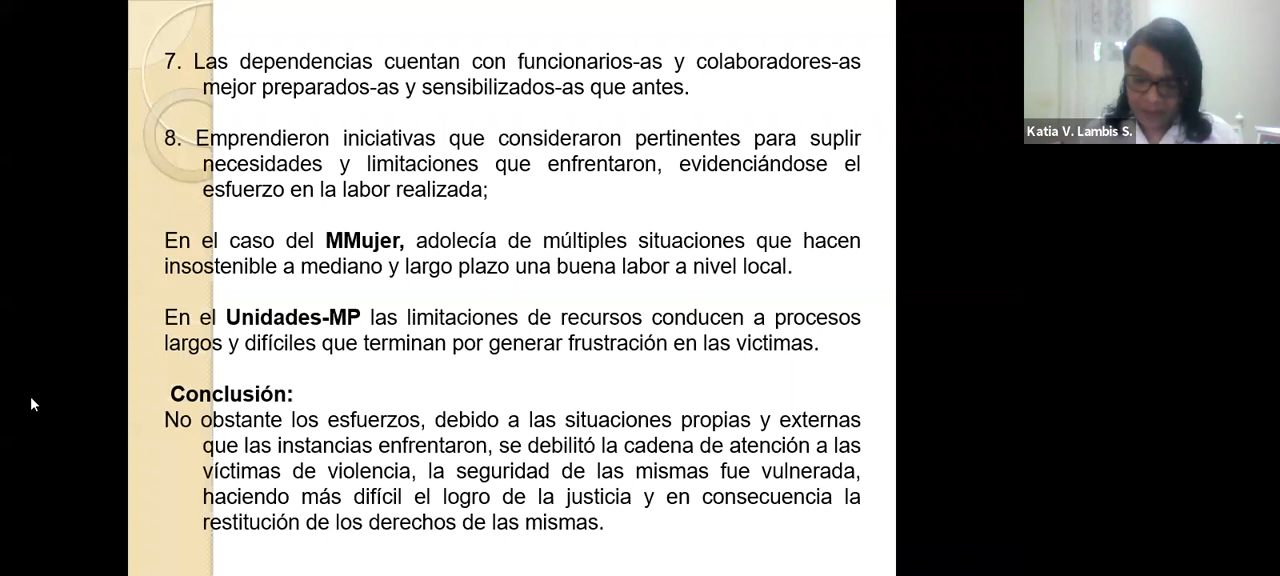 7. Las dependencias cuentan con funcionarios-as y colaboradores-as
mejor preparados-as y sensibilizados-as que antes.
8. Emprendieron iniciativas que consideraron pertinentes para suplir
necesidades y limitaciones que enfrentaron, evidenciándose el
esfuerzo en la labor realizada;
En el caso del MMujer, adolecía de múltiples situaciones que hacen
insostenible a mediano y largo plazo una buena labor a nivel local.
En el Unidades-MP las limitaciones de recursos conducen a procesos
largos y difíciles que terminan por generar frustración en las victimas.
Conclusión:
No obstante los esfuerzos, debido a las situaciones propias y externas
que las instancias enfrentaron, se debilitó la cadena de atención a las
víctimas de violencia, la seguridad de las mismas fue vulnerada,
haciendo más difícil el logro de la justicia y en consecuencia la
restitución de los derechos de las mismas.
Katia V. Lambis S.